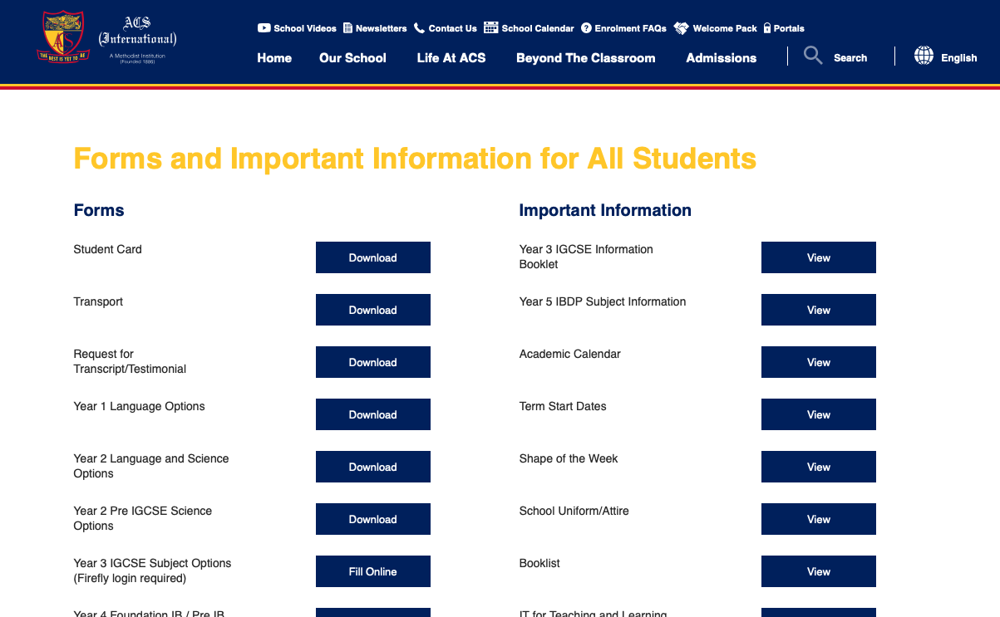 ACS
(International)
A Methodist Institution
(Founded 1886)
THE BEST IS YET TO BE
School Videos Newsletters Contact Us School Calendar Enrolment FAQs Welcome Pack Portals
Home Our School Life At ACS Beyond The Classroom Admissions Search English
Forms and Important Information for All Students
Forms
Student Card Download
Transport Download
Request for
Transcript/Testimonial Download
Year 1 Language Options Download
Year 2 Language and Science
Options Download
Year 2 Pre IGCSE Science
Options Download
Year 3 IGCSE Subject Options
(Firefly login required) Fill Online
Year 4 Foundation IB / Pre IB
Important Information
Year 3 IGCSE Information
Booklet View
Year 5 IBDP Subject Information View
Academic Calendar View
Term Start Dates View
Shape of the Week View
School Uniform/Attire View
Booklist View
IT for Teaching and Learning